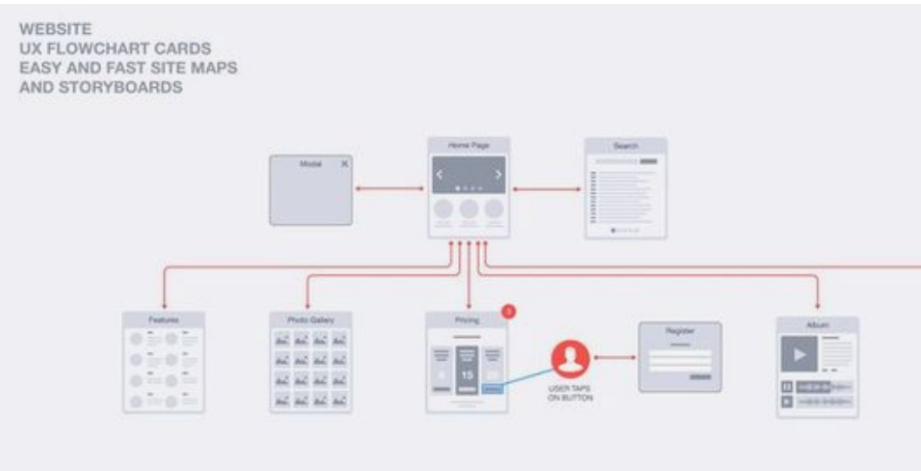 WEBSITE
UX FLOWCHART CARDS
EASY AND FAST SITE MAPS
AND STORYBOARDS
Home Page
Search
Modal
Features
Photo Gallery
Pricing
Register
Album
15
USER TAPS
ON BUTTON